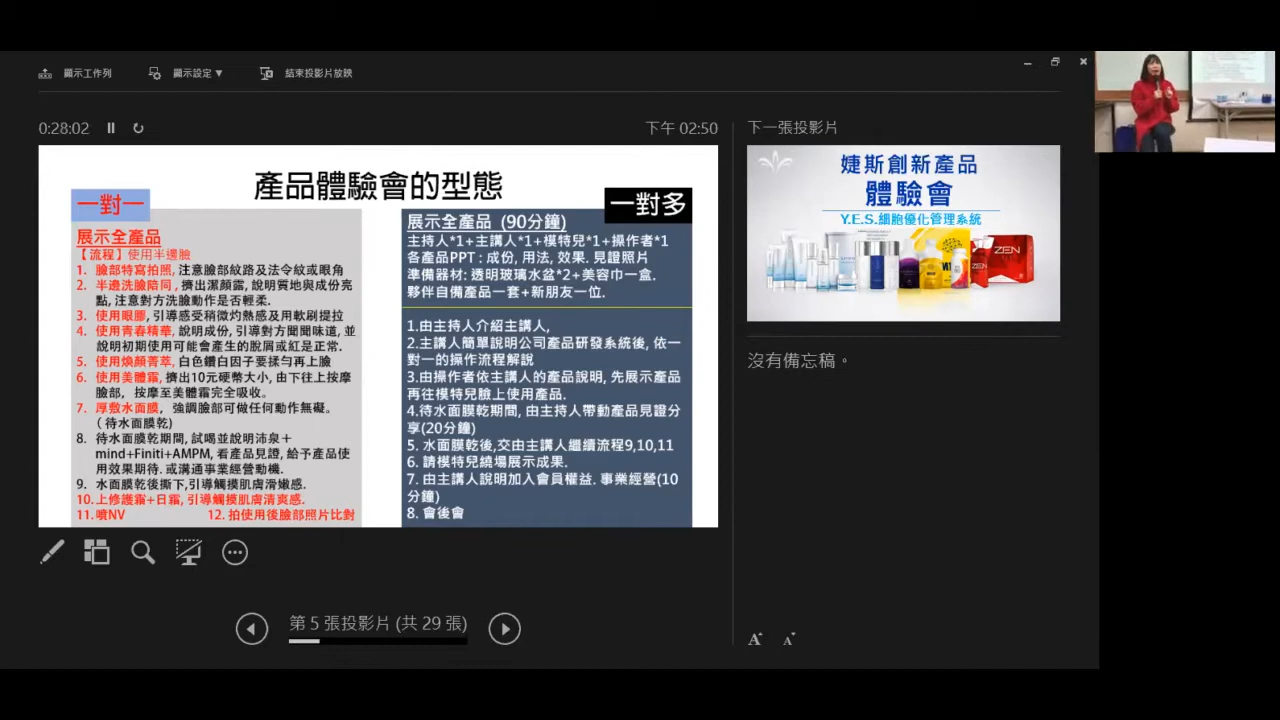 顯示工作列
顯示設定 ▼
結束投影片放映
0:28:02
下午 02:50
下一張投影片
產品體驗會的型態
一對一
展示全產品
【流程】使用半邊臉
1. 臉部特寫拍照, 注意臉部紋路及法令紋或眼角
2. 半邊洗臉陪同, 擠出潔顏露, 說明質地與成份亮
點, 注意對方洗臉動作是否輕柔.
3. 使用眼膠, 引導感受稍微灼熱感及用軟刷提拉
4. 使用青春精華, 說明成份, 引導對方聞聞味道, 並
說明初期使用可能會產生的脫屑或紅是正常.
5. 使用煥顏菁萃, 白色鑽白因子要揉勻再上臉
6. 使用美體霜, 擠出10元硬幣大小, 由下往上按摩
臉部，按摩至美體霜完全吸收。
7. 厚敷水面膜，強調臉部可做任何動作無礙。
（待水面膜乾)
8. 待水面膜乾期間, 試喝並說明沛泉+
mind+Finiti+AMPM, 看產品見證, 給予產品使
用效果期待. 或溝通事業經營動機.
9. 水面膜乾後撕下,引導觸摸肌膚滑嫩感.
10. 上修護霜+日霜, 引導觸摸肌膚清爽感.
11. 噴NV 12. 拍使用後臉部照片比對
一對多
展示全產品 (90分鐘)
主持人*1+主講人*1+模特兒*1+操作者*1
各產品PPT : 成份, 用法, 效果. 見證照片
準備器材: 透明玻璃水盆*2+美容巾一盒.
夥伴自備產品一套+新朋友一位.
1.由主持人介紹主講人,
2.主講人簡單說明公司產品研發系統後, 依一
對一的操作流程解說
3.由操作者依主講人的產品說明, 先展示產品
再往模特兒臉上使用產品.
4.待水面膜乾期間, 由主持人帶動產品見證分
享(20分鐘)
5. 水面膜乾後,交由主講人繼續流程9,10,11
6. 請模特兒繞場展示成果.
7. 由主講人說明加入會員權益. 事業經營(10
分鐘)
8. 會後會
婕斯創新產品
體驗會
Y.E.S.細胞優化管理系統
ZEN
沒有備忘稿。
第 5 張投影片 (共 29 張)